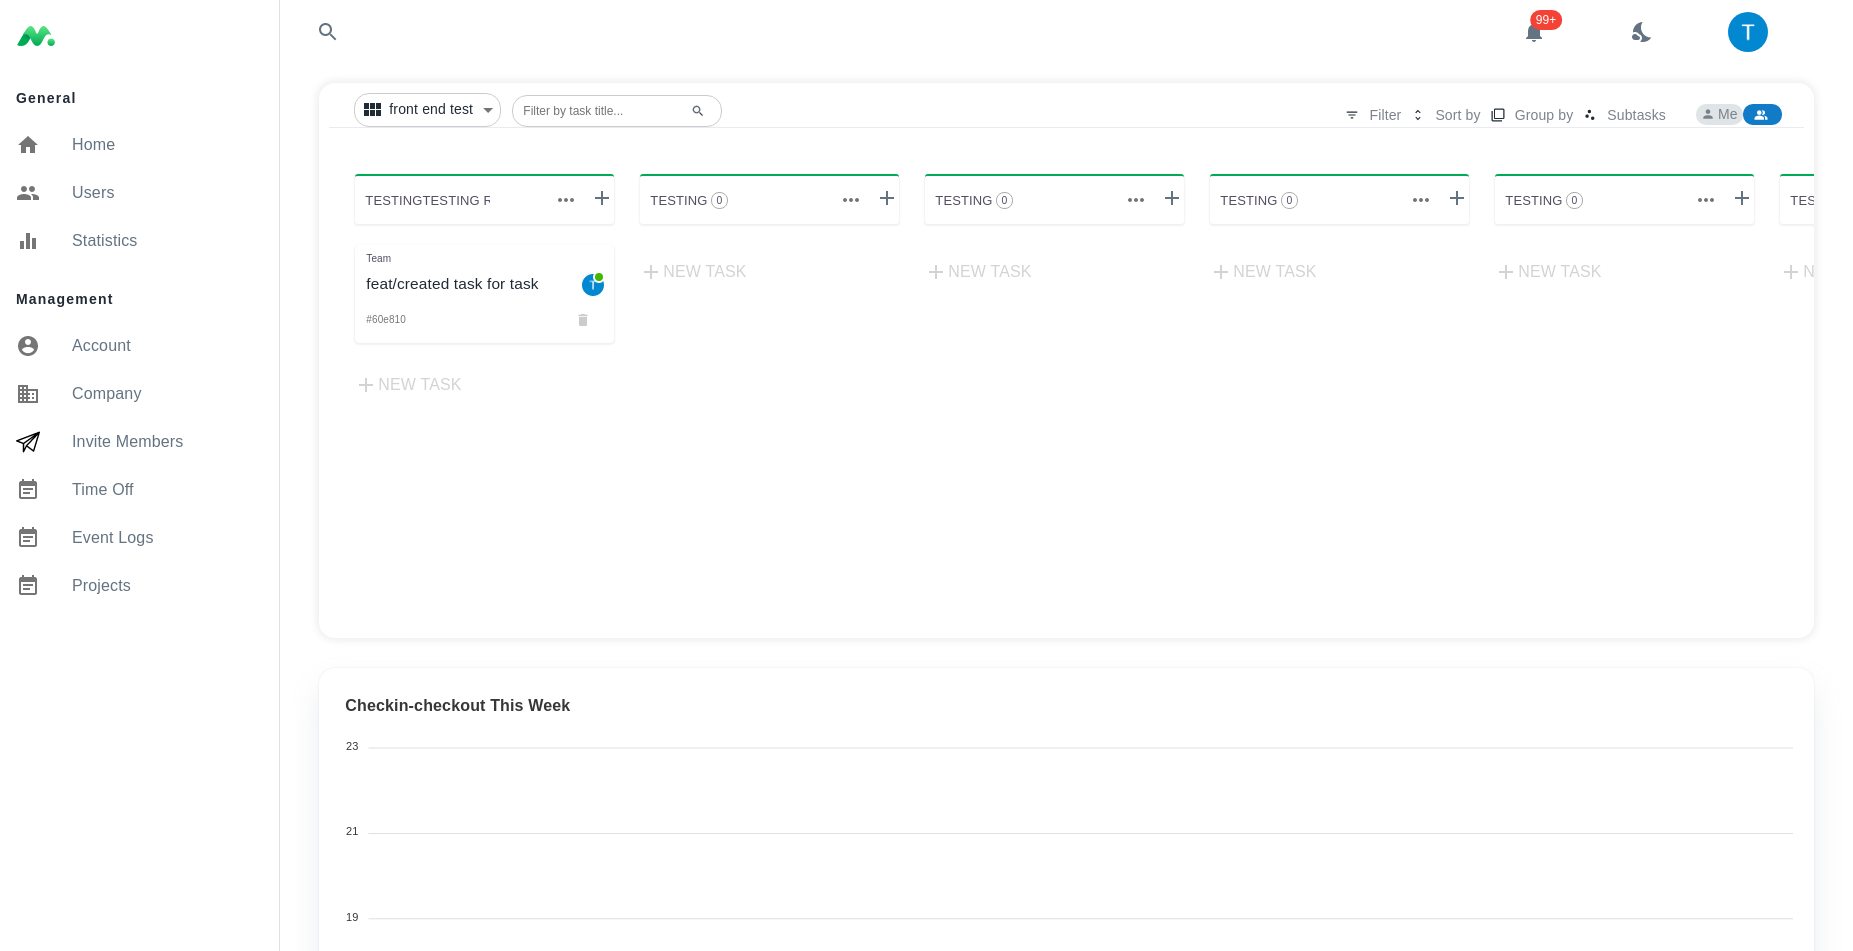 General
Home
Users
Statistics
Management
Account
Company
Invite Members
Time Off
Event Logs
Projects
99+
T
front end test
Filter by task title...
Filter
Sort by
Group by
Subtasks
Me
TESTINGTESTING
TESTING 0
TESTING 0
TESTING 0
TESTING 0
Team
feat/created task for task
T
#60e810
NEW TASK
NEW TASK
NEW TASK
NEW TASK
NEW TASK
Checkin-checkout This Week
23
21
19